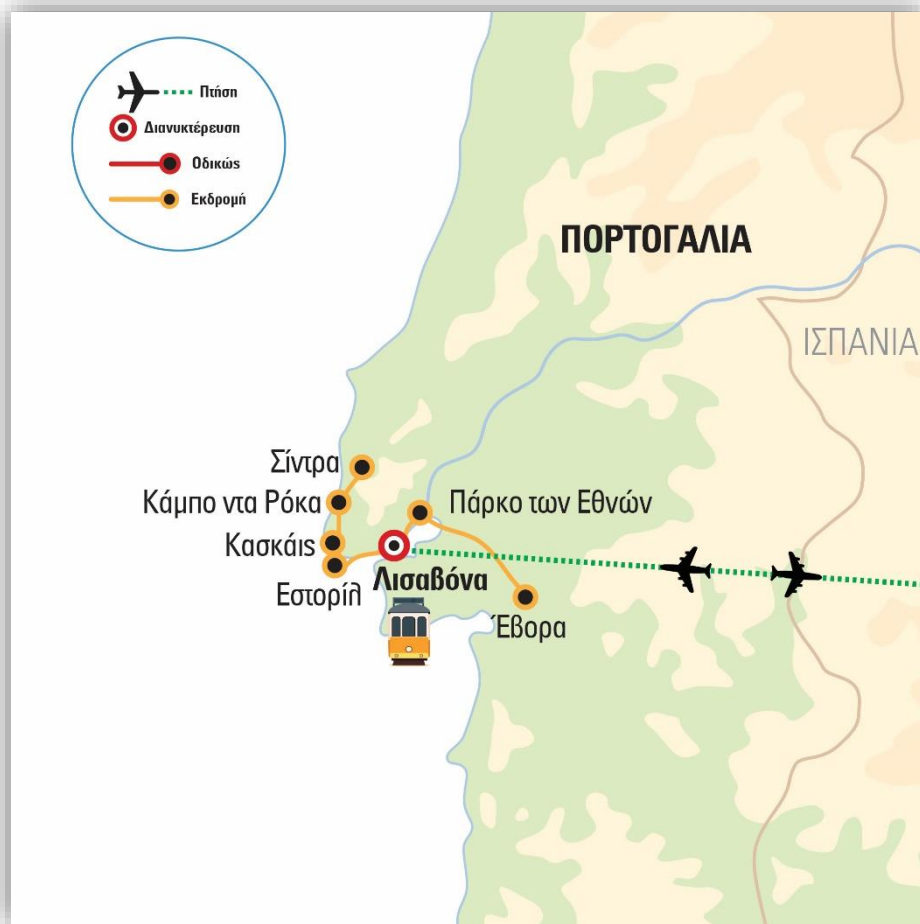 Πτήση
Διανυκτέρευση
Οδικώς
Εκδρομή
ΠΟΡΤΟΓΑΛΙΑ
ΙΣΠΑΝΙΑ
Σίντρα
Κάμπο ντα Ρόκα
Πάρκο των Εθνών
Κασκάις
Εστορίλ
Λισαβόνα
Έβορα